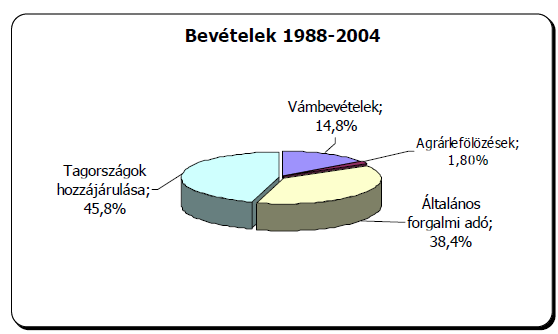 Bevételek 1988-2004
Vámbevételek;
14,8%
Agrárlefölözések;
1,80%
Tagországok
hozzájárulása;
45,8%
Általános
forgalmi adó;
38,4%